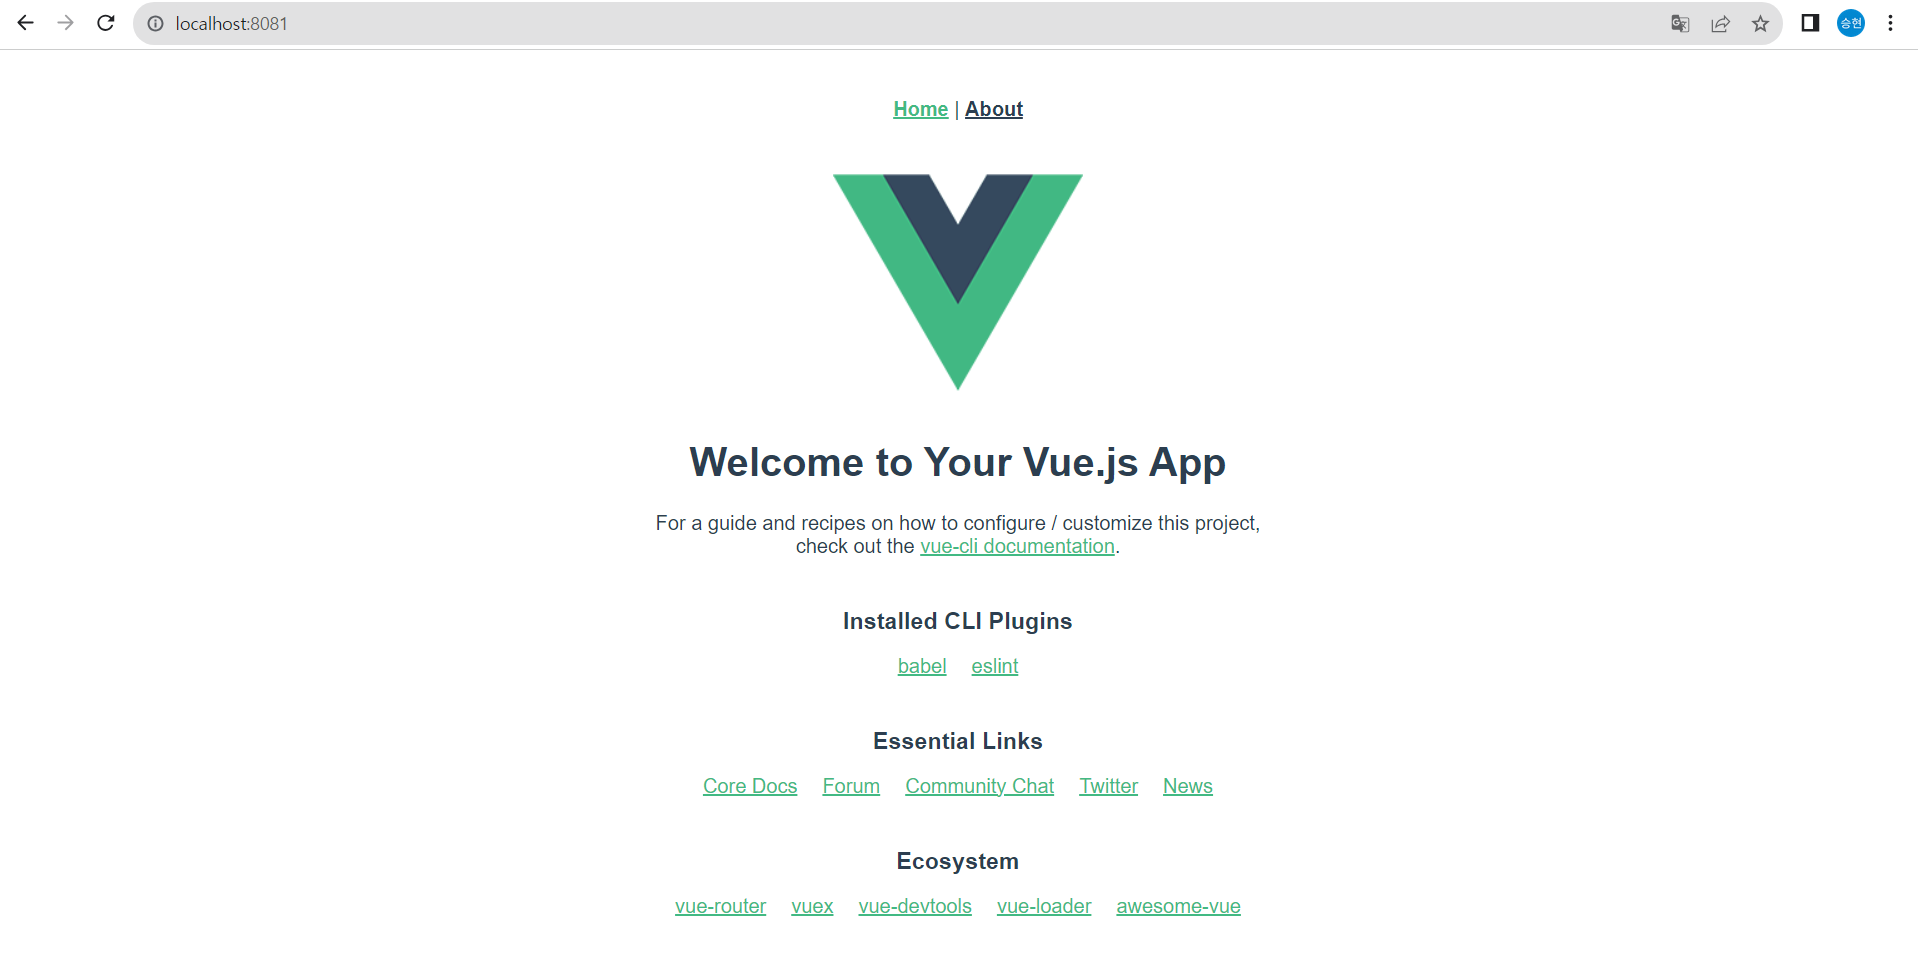 localhost:8081
승현
Home | About
Welcome to Your Vue.js App
For a guide and recipes on how to configure / customize this project,
check out the vue-cli documentation.
Installed CLI Plugins
babel eslint
Essential Links
Core Docs Forum Community Chat Twitter News
Ecosystem
vue-router vuex vue-devtools vue-loader awesome-vue